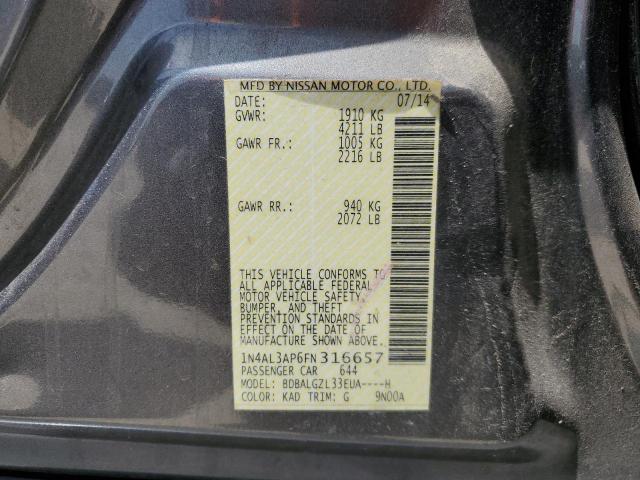 MFD BY NISSAN MOTOR CO., LTD.
DATE: 07/14
GVWR: 1910 KG
4211 LB
GAWR FR.: 1005 KG
2216 LB
GAWR RR.: 940 KG
2072 LB
THIS VEHICLE CONFORMS TO
ALL APPLICABLE FEDERAL
MOTOR VEHICLE SAFETY,
BUMPER, AND THEFT
PREVENTION STANDARDS IN
EFFECT ON THE DATE OF
MANUFACTURE SHOWN ABOVE.
1N4AL3AP6FN316657
PASSENGER CAR 644
MODEL: BDBALGZL33EUA----H
COLOR: KAD TRIM: G 9N00A